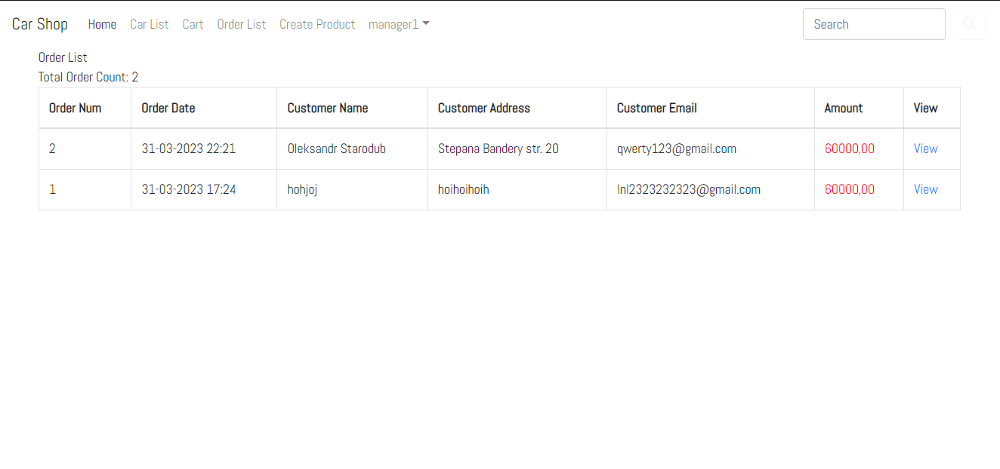 Car Shop Home Car List Cart Order List Create Product manager1 Search
Order List
Total Order Count: 2
Order Num Order Date Customer Name Customer Address Customer Email Amount View
2 31-03-2023 22:21 Oleksandr Starodub Stepana Bandery str. 20 qwerty123@gmail.com 60000,00 View
1 31-03-2023 17:24 hohjoj hoihoihoih lnl2323232323@gmail.com 60000,00 View